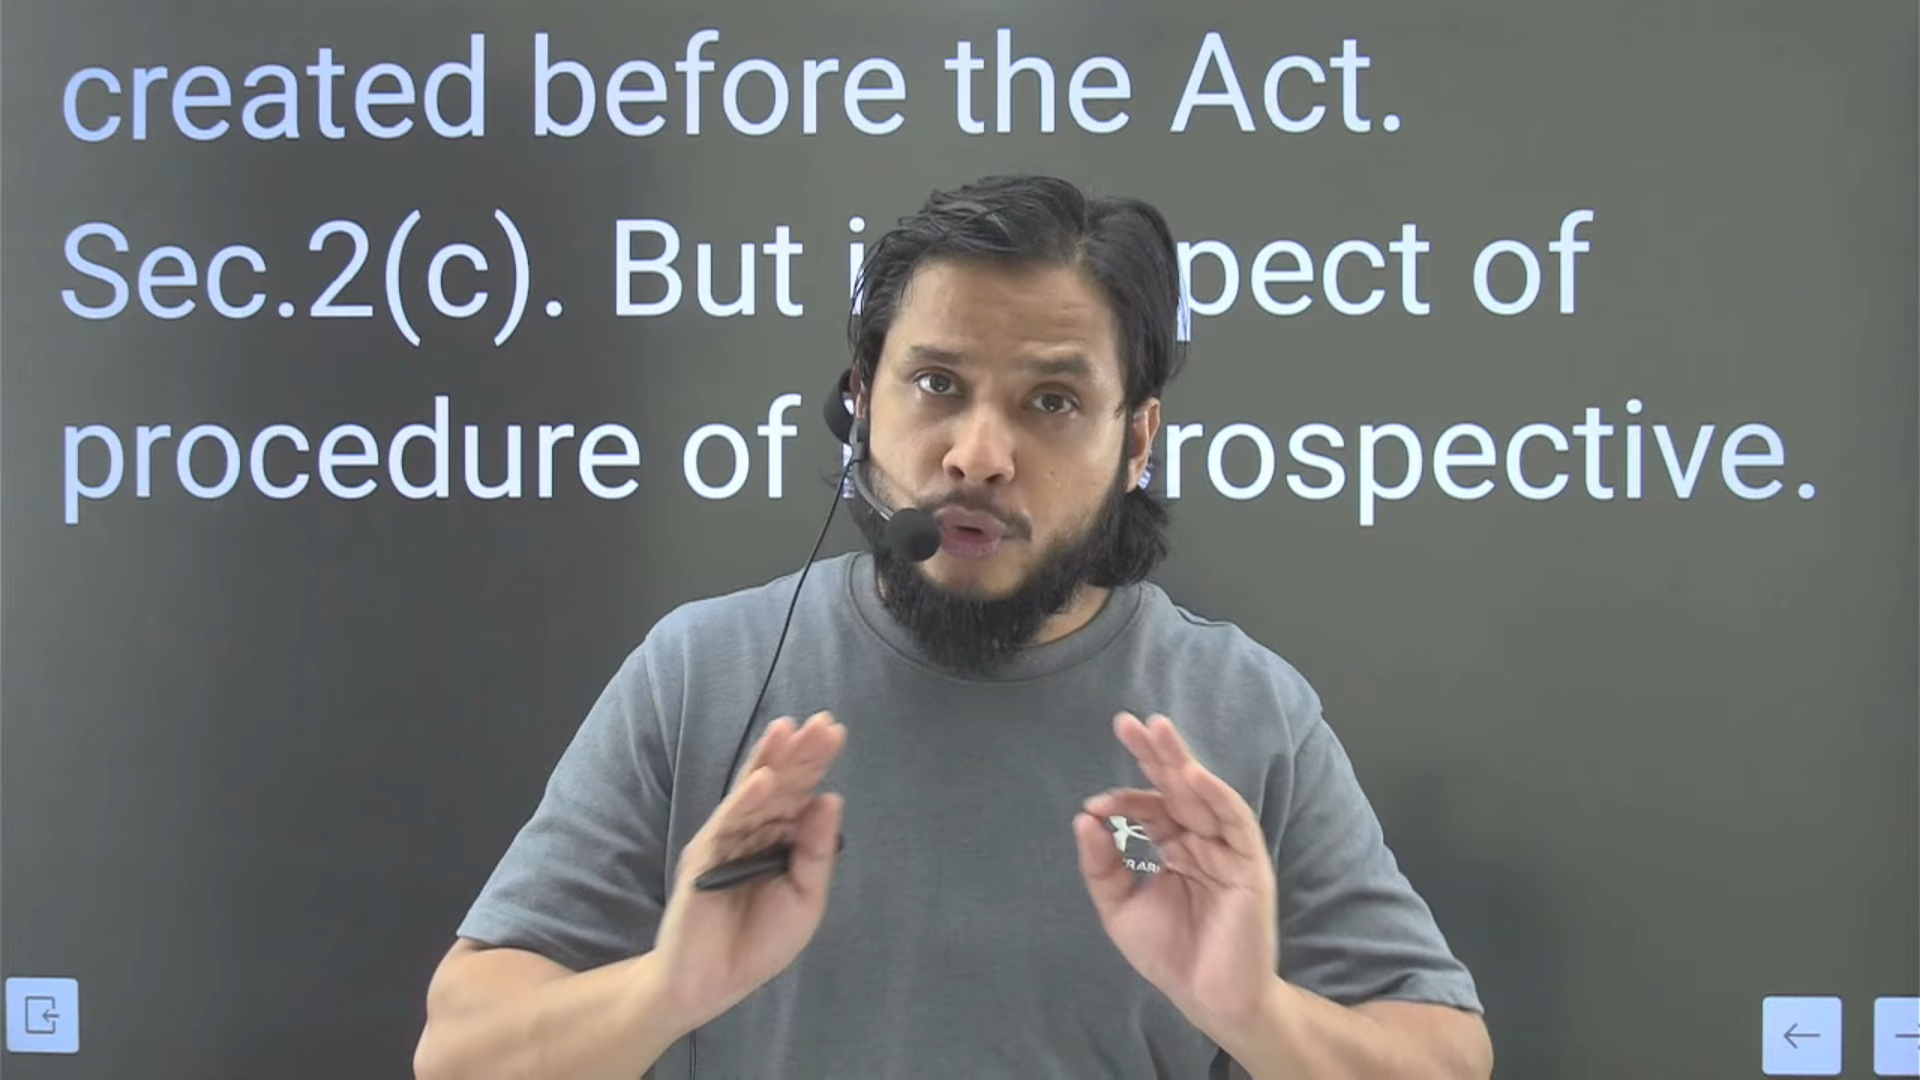 created before the Act.
Sec.2(c). But pect of
procedure of rospective.